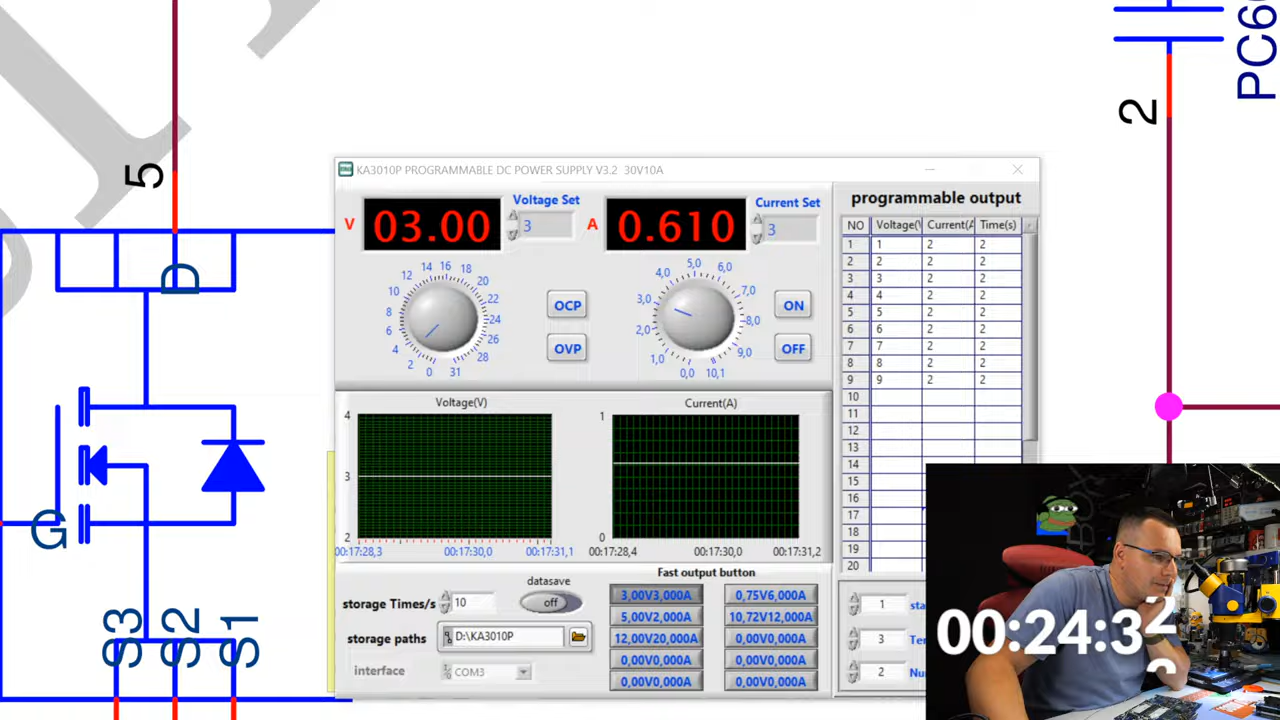 5
D
G
S3
S2
S1
2
PC6
KA3010P PROGRAMMABLE DC POWER SUPPLY V3.2 30V10A
V
03.00
Voltage Set
3
A
0.610
Current Set
3
0
2
4
6
8
10
12
14
16
18
20
22
24
26
28
31
OCP
OVP
0,0
1,0
2,0
3,0
4,0
5,0
6,0
7,0
8,0
9,0
10,1
ON
OFF
Voltage(V)
4
3
2
00:17:28,3
00:17:30,0
00:17:31,1
Current(A)
1
0
00:17:28,4
00:17:30,0
00:17:31,2
storage Times/s
10
datasave
off
storage paths
D:\KA3010P
interface
COM3
Fast output button
3,00V3,000A
0,75V6,000A
5,00V2,000A
10,72V12,000A
12,00V20,000A
0,00V0,000A
0,00V0,000A
0,00V0,000A
0,00V0,000A
0,00V0,000A
programmable output
NO Voltage(V Current(A Time(s)
1 1 2 2
2 2 2 2
3 3 2 2
4 4 2 2
5 5 2 2
6 6 2 2
7 7 2 2
8 8 2 2
9 9 2 2
10
11
12
13
14
15
16
17
18
19
20
1 sta
3 Te
2 Nu